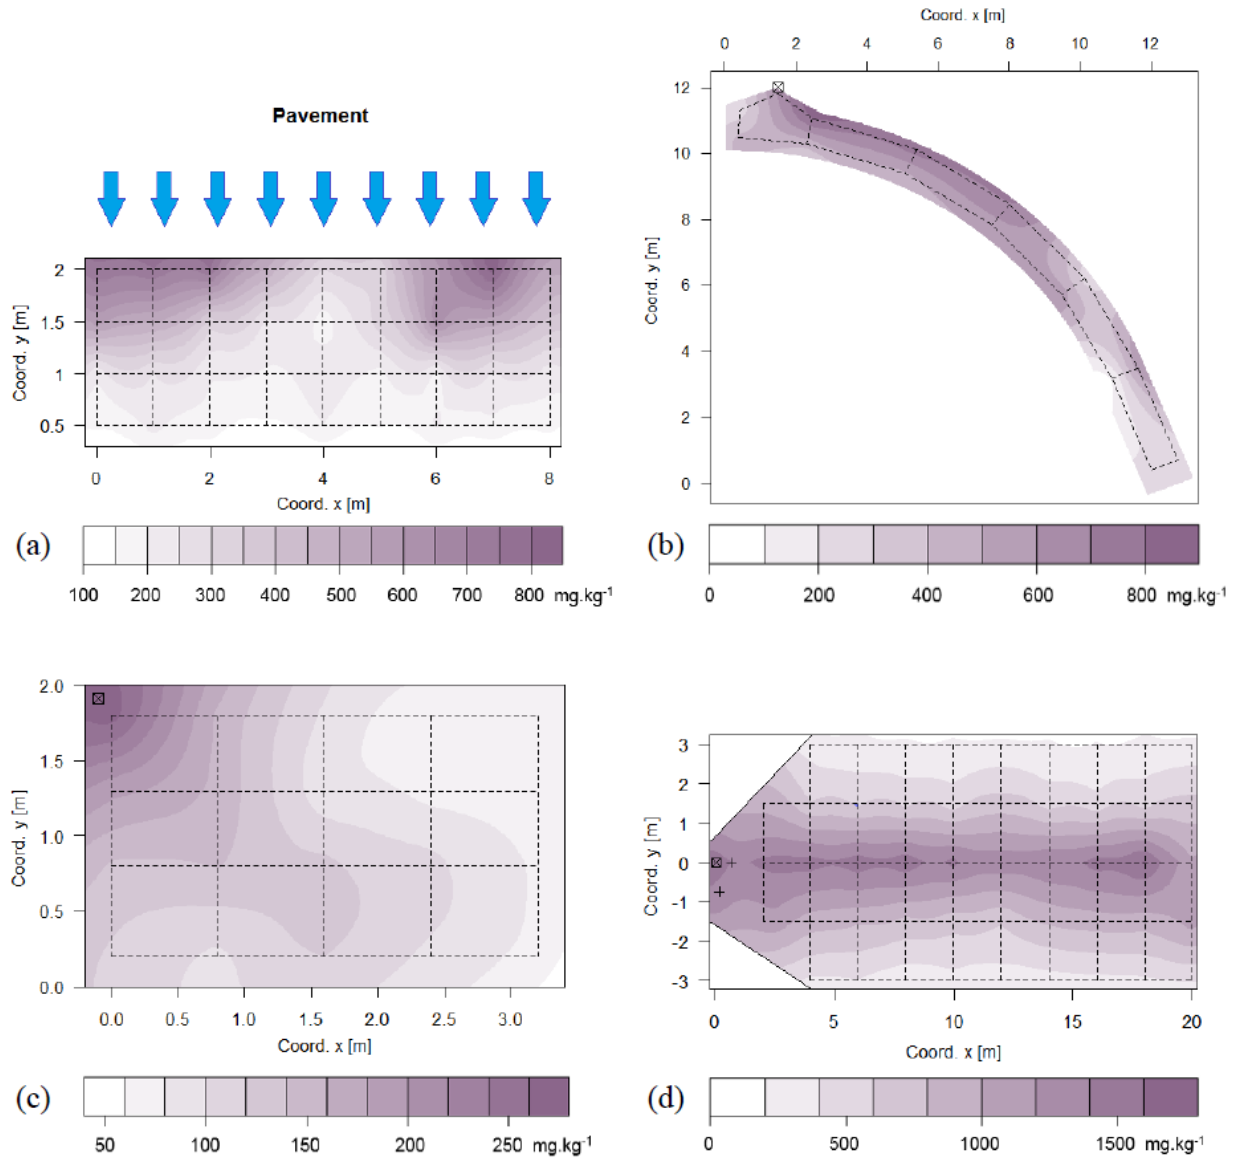 Pavement
Coord. y [m]
2
1.5
1
0.5
0 2 4 6 8
Coord. x [m]
(a)
100 200 300 400 500 600 700 800 mg.kg⁻¹
Coord. x [m]
0 2 4 6 8 10 12
Coord. y [m]
12
10
8
6
4
2
0
(b)
0 200 400 600 800 mg.kg⁻¹
Coord. y [m]
2.0
1.5
1.0
0.5
0.0
0.0 0.5 1.0 1.5 2.0 2.5 3.0
Coord. x [m]
(c)
50 100 150 200 250 mg.kg⁻¹
Coord. y [m]
3
2
1
0
-1
-2
-3
0 5 10 15 20
Coord. x [m]
(d)
0 500 1000 1500 mg.kg⁻¹